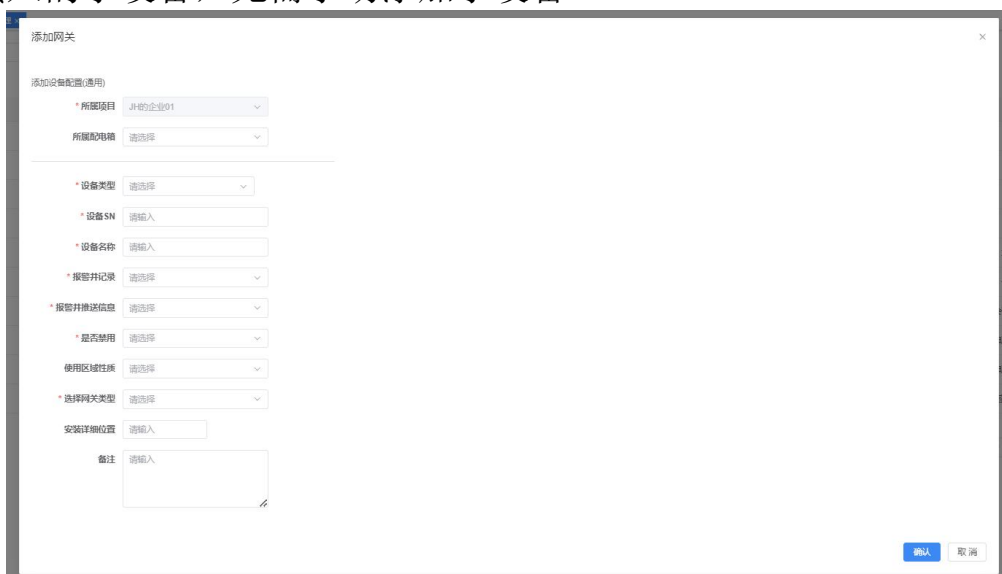 添加网关
添加设备配置(通用)
* 所属项目 JH的企业01
所属配电箱 请选择
* 设备类型 请选择
* 设备SN 请输入
* 设备名称 请输入
* 报警并记录 请选择
* 报警并推送信息 请选择
* 是否禁用 请选择
使用区域性质 请选择
* 选择网关类型 请选择
安装详细位置 请输入
备注 请输入
确认 取消